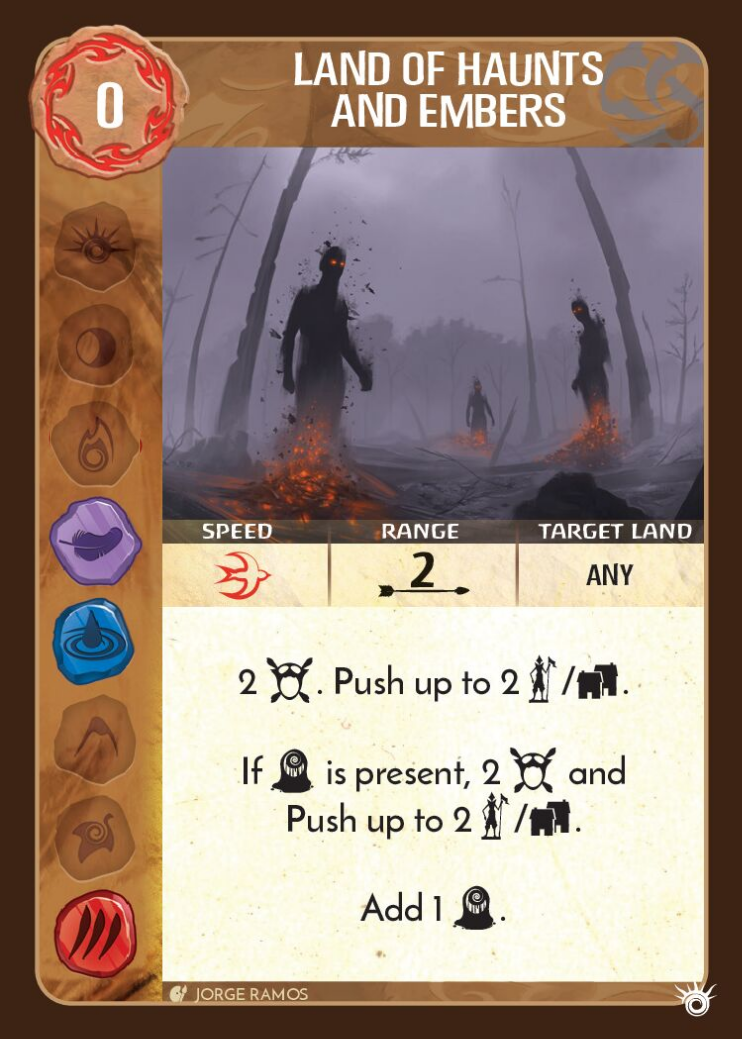 0
LAND OF HAUNTS
AND EMBERS
SPEED RANGE TARGET LAND
2 ANY
2 . Push up to 2 / .
If is present, 2 and
Push up to 2 / .
Add 1 .
JORGE RAMOS